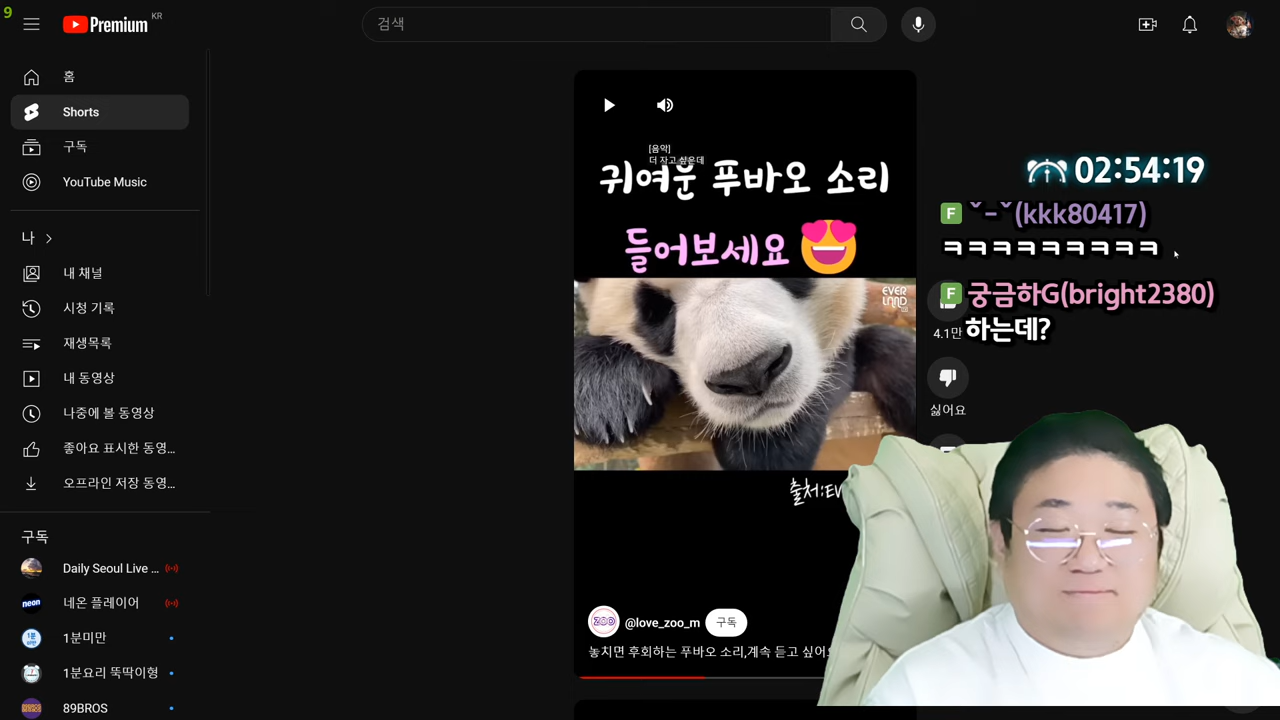 9
Premium KR
검색
홈
Shorts
구독
YouTube Music
나
내 채널
시청 기록
재생목록
내 동영상
나중에 볼 동영상
좋아요 표시한 동영...
오프라인 저장 동영...
구독
Daily Seoul Live ...
neon 네온 플레이어
1분미만
1분요리 뚝딱이형
89BROS
[음악]
더 자고 싶은데
귀여운 푸바오 소리
들어보세요
EVER
LAND
출처:EV
ZOO @love_zoo_m 구독
놓치면 후회하는 푸바오 소리,계속 듣고 싶어
02:54:19
F ˇ-ˇ(kkk80417)
ㅋㅋㅋㅋㅋㅋㅋㅋㅋ
F 궁금하G(bright2380)
4.1만
하는데?
싫어요